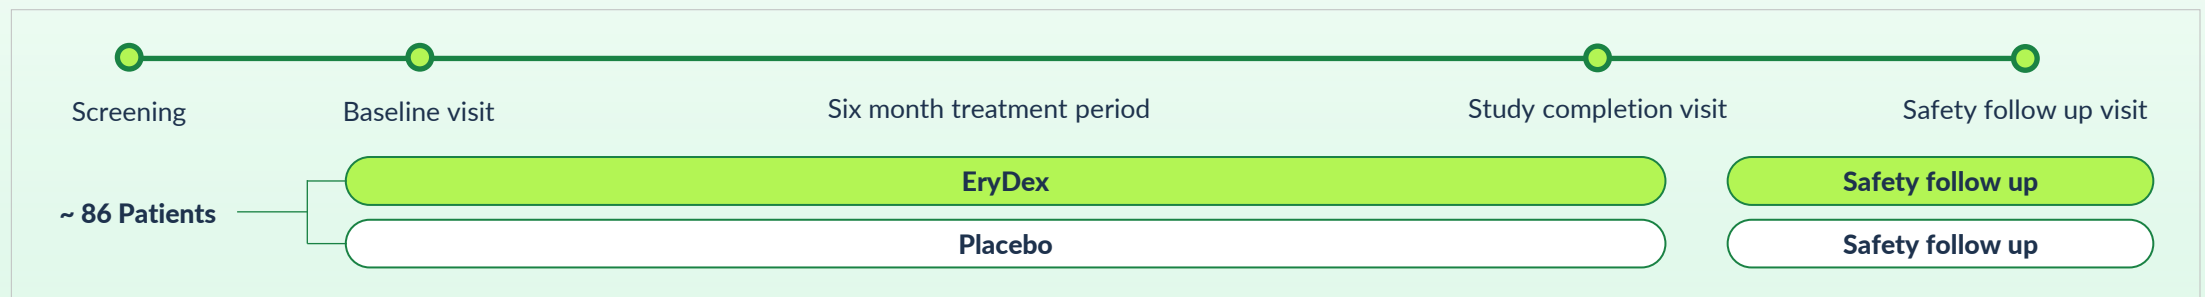 Screening
Baseline visit
Six month treatment period
Study completion visit
Safety follow up visit
~ 86 Patients
EryDex
Safety follow up
Placebo
Safety follow up